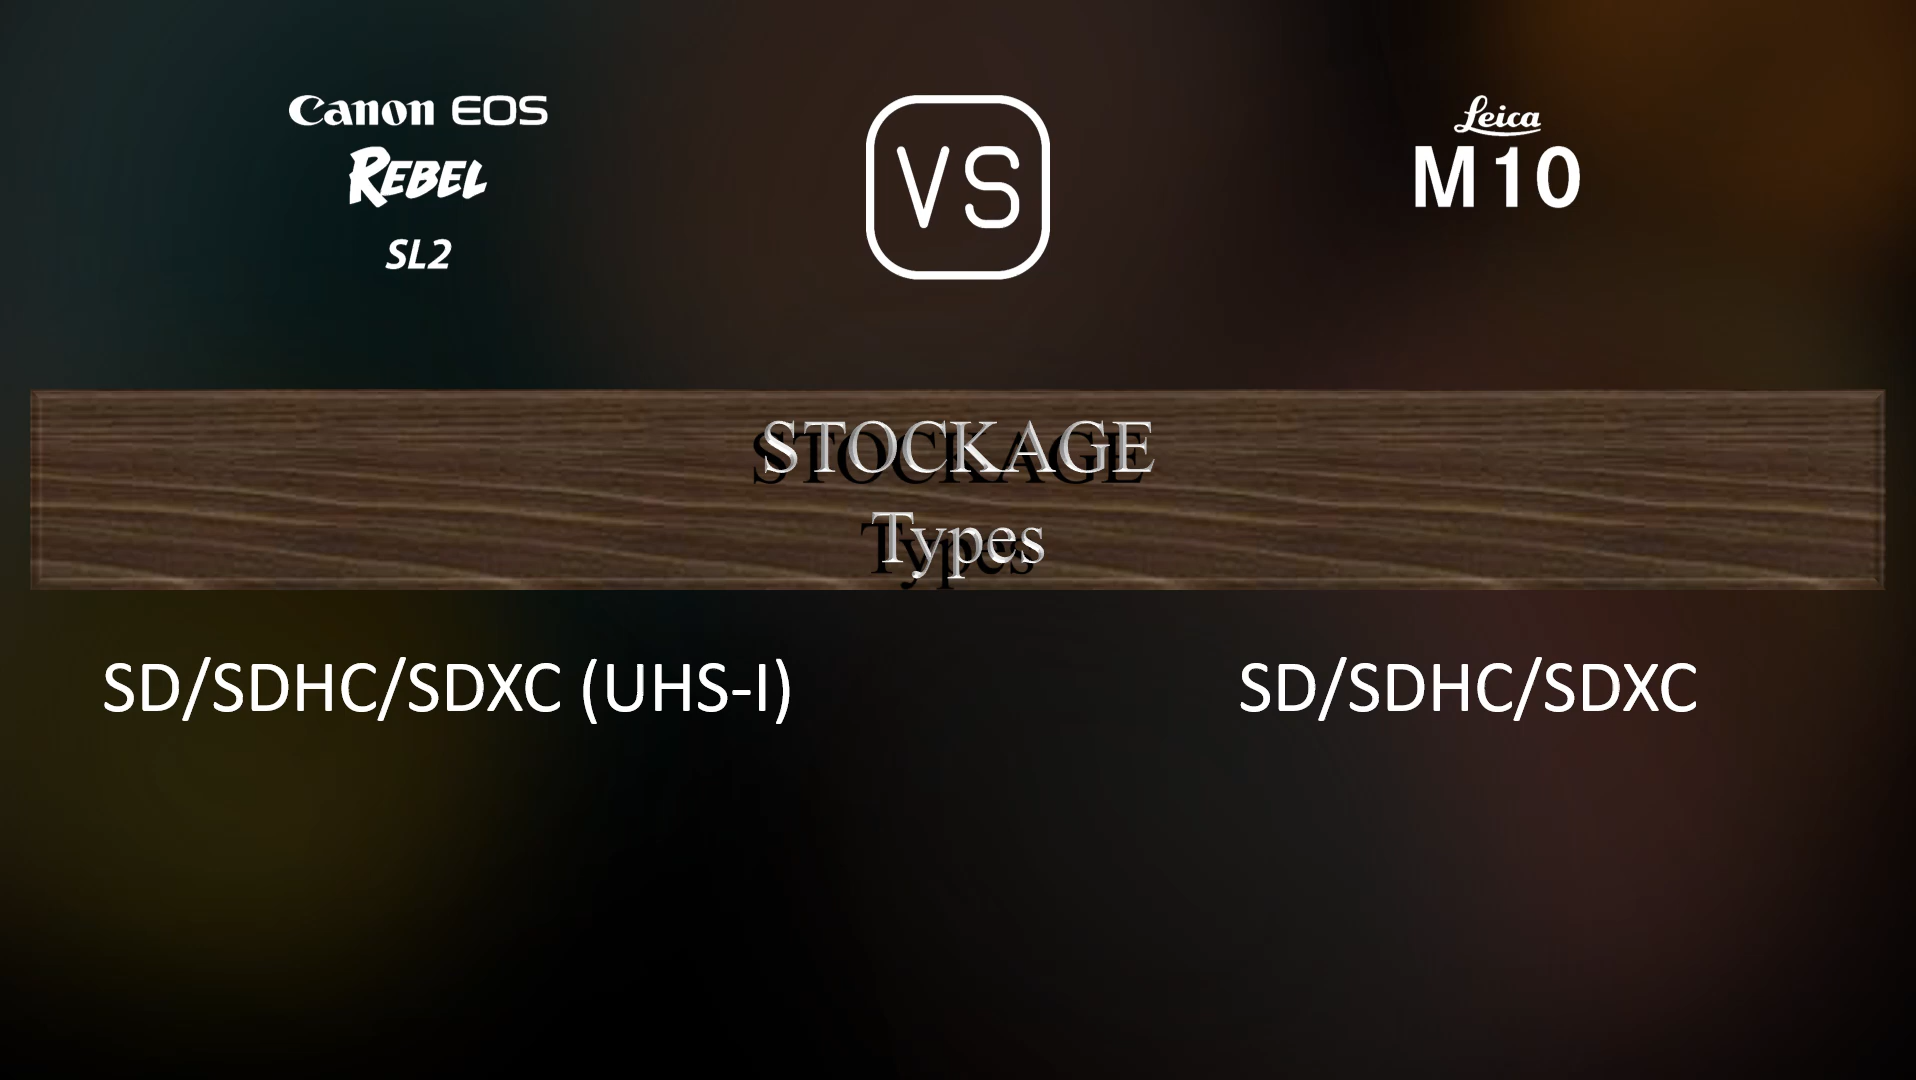 Canon EOS
REBEL
SL2
VS
Leica
M10
STOCKAGE
Types
SD/SDHC/SDXC (UHS-I)
SD/SDHC/SDXC